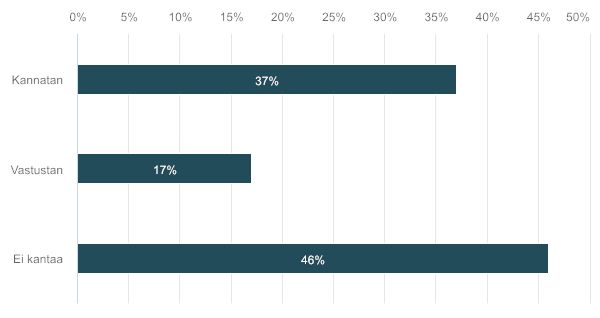 0% 5% 10% 15% 20% 25% 30% 35% 40% 45% 50%
Kannatan 37%
Vastustan 17%
Ei kantaa 46%